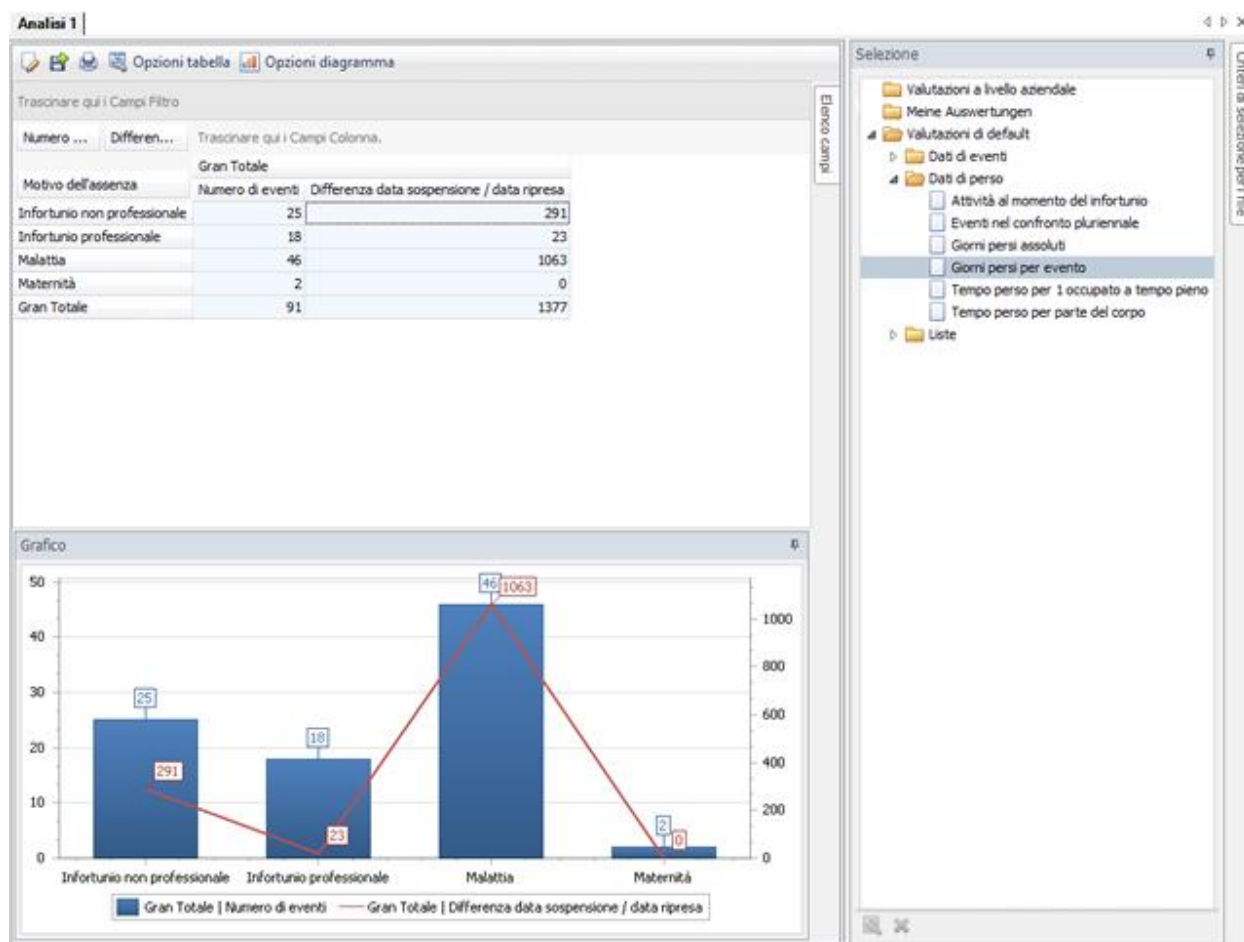 Analisi 1
Opzioni tabella Opzioni diagramma
Trascinare qui i Campi Filtro
Numero ... Differen... Trascinare qui i Campi Colonna.
Gran Totale
Motivo dell'assenza Numero di eventi Differenza data sospensione / data ripresa
Infortunio non professionale 25 291
Infortunio professionale 18 23
Malattia 46 1063
Maternità 2 0
Gran Totale 91 1377
Elenco campi
Grafico
50
40
30
20
10
0
46 1063
25
18
291
23
2
0
1000
800
600
400
200
0
Infortunio non professionale Infortunio professionale Malattia Maternitá
Gran Totale | Numero di eventi Gran Totale | Differenza data sospensione / data ripresa
Selezione
Valutazioni a livello aziendale
Meine Auswertungen
Valutazioni di default
Dati di eventi
Dati di perso
Attività al momento del infortunio
Eventi nel confronto pluriennale
Giorni persi assoluti
Giorni persi per evento
Tempo perso per 1 occupato a tempo pieno
Tempo perso per parte del corpo
Liste
Criteri di selezione per i file